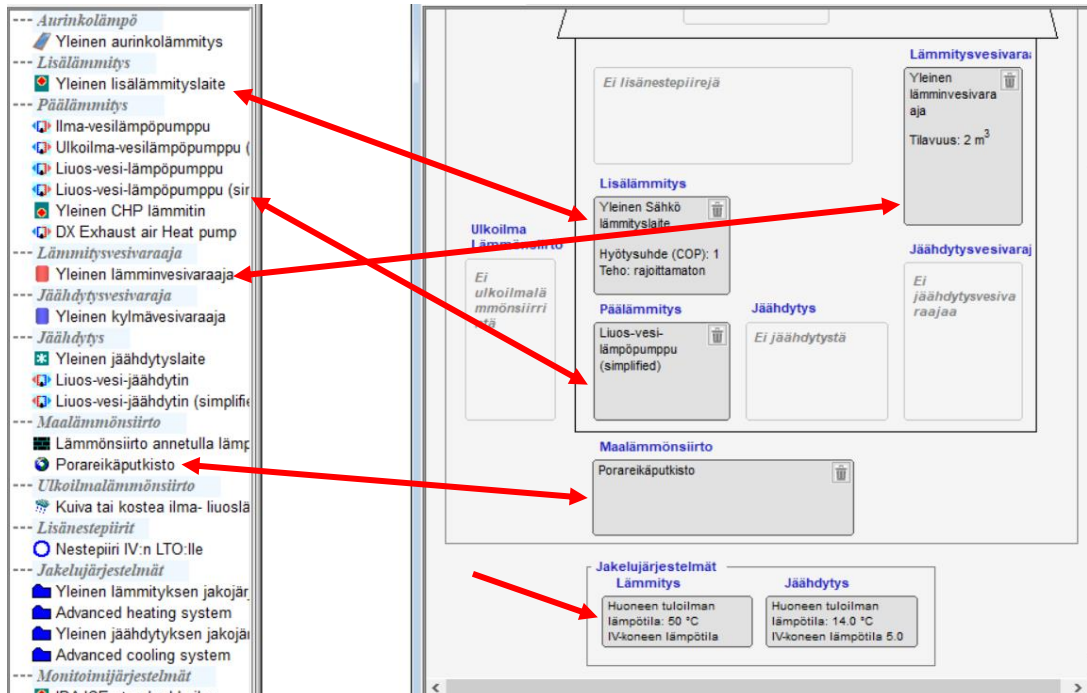 --- Aurinkolämpö
Yleinen aurinkolämmitys
--- Lisälämmitys
Yleinen lisälämmityslaite
--- Päälämmitys
Ilma-vesilämpöpumppu
Ulkoilma-vesilämpöpumppu (
Liuos-vesi-lämpöpumppu
Liuos-vesi-lämpöpumppu (sir
Yleinen CHP lämmitin
DX Exhaust air Heat pump
--- Lämmitysvesivaraaja
Yleinen lämminvesivaraaja
--- Jäähdytysvesivaraja
Yleinen kylmävesivaraaja
--- Jäähdytys
Yleinen jäähdytyslaite
Liuos-vesi-jäähdytin
Liuos-vesi-jäähdytin (simplifie
--- Maalämmönsiirto
Lämmönsiirto annetulla lämp
Porareikäputkisto
--- Ulkoilmalämmönsiirto
Kuiva tai kostea ilma- liuoslä
--- Lisänestepiirit
Nestepiiri IV:n LTO:lle
--- Jakelujärjestelmät
Yleinen lämmityksen jakojär
Advanced heating system
Yleinen jäähdytyksen jakojäi
Advanced cooling system
--- Monitoimijärjestelmät
Lämmitysvesivaraa
Ei lisänestepiirejä
Yleinen
lämminvesivara
aja
Tilavuus: 2 m³
Lisälämmitys
Yleinen Sähkö
lämmityslaite
Hyötysuhde (COP): 1
Teho: rajoittamaton
Ulkoilma
Lämmönsiirto
Ei
ulkoilmalä
mmönsiirri
Jäähdytysvesivaraj
Ei
jäähdytysvesiva
raajaa
Päälämmitys
Liuos-vesi-
lämpöpumppu
(simplified)
Jäähdytys
Ei jäähdytystä
Maalämmönsiirto
Porareikäputkisto
Jakelujärjestelmät
Lämmitys
Jäähdytys
Huoneen tuloilman
lämpötila: 50 °C
IV-koneen lämpötila
Huoneen tuloilman
lämpötila: 14.0 °C
IV-koneen lämpötila 5.0